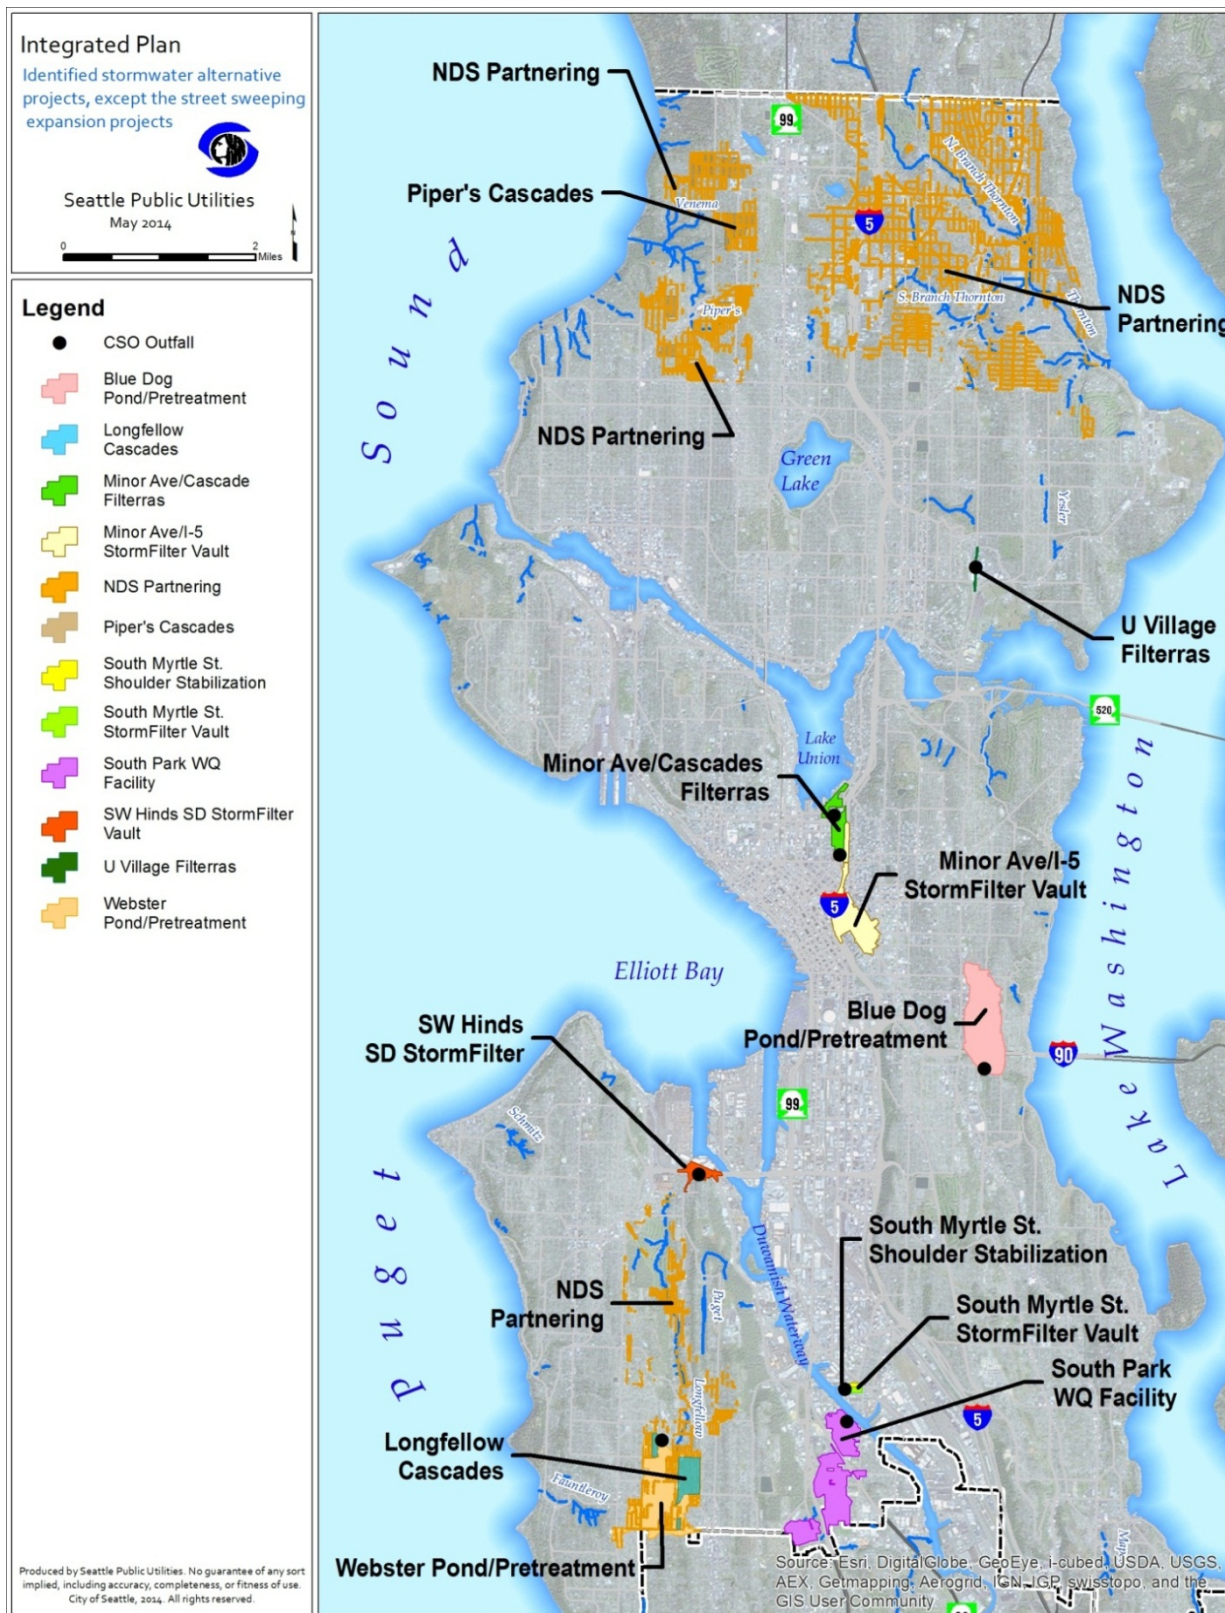 Integrated Plan
Identified stormwater alternative
projects, except the street sweeping
expansion projects
Seattle Public Utilities
May 2014
0
2
Miles
N
Legend
CSO Outfall
Blue Dog
Pond/Pretreatment
Longfellow
Cascades
Minor Ave/Cascade
Filterras
Minor Ave/I-5
StormFilter Vault
NDS Partnering
Piper's Cascades
South Myrtle St.
Shoulder Stabilization
South Myrtle St.
StormFilter Vault
South Park WQ
Facility
SW Hinds SD StormFilter
Vault
U Village Filterras
Webster
Pond/Pretreatment
Produced by Seattle Public Utilities. No guarantee of any sort
implied, including accuracy, completeness, or fitness of use.
City of Seattle, 2014. All rights reserved.
NDS Partnering
99
Piper's Cascades
Venema
N. Branch Thornton
5
NDS
Partnering
S. Branch Thornton
Thornton
Piper's
NDS Partnering
Puget Sound
Green
Lake
Yesler
U Village
Filterras
520
Lake
Union
Minor Ave/Cascades
Filterras
Minor Ave/I-5
StormFilter Vault
5
Lake Washington
Elliott Bay
Blue Dog
Pond/Pretreatment
90
SW Hinds
SD StormFilter
99
Schmitz
South Myrtle St.
Shoulder Stabilization
Duwamish Waterway
NDS
Partnering
Puget
South Myrtle St.
StormFilter Vault
South Park
WQ Facility
5
Longfellow
Longfellow
Cascades
Fauntleroy
Webster Pond/Pretreatment
Source: Esri, DigitalGlobe, GeoEye, i-cubed, USDA, USGS,
AEX, Getmapping, Aerogrid, IGN, IGP, swisstopo, and the
GIS User Community